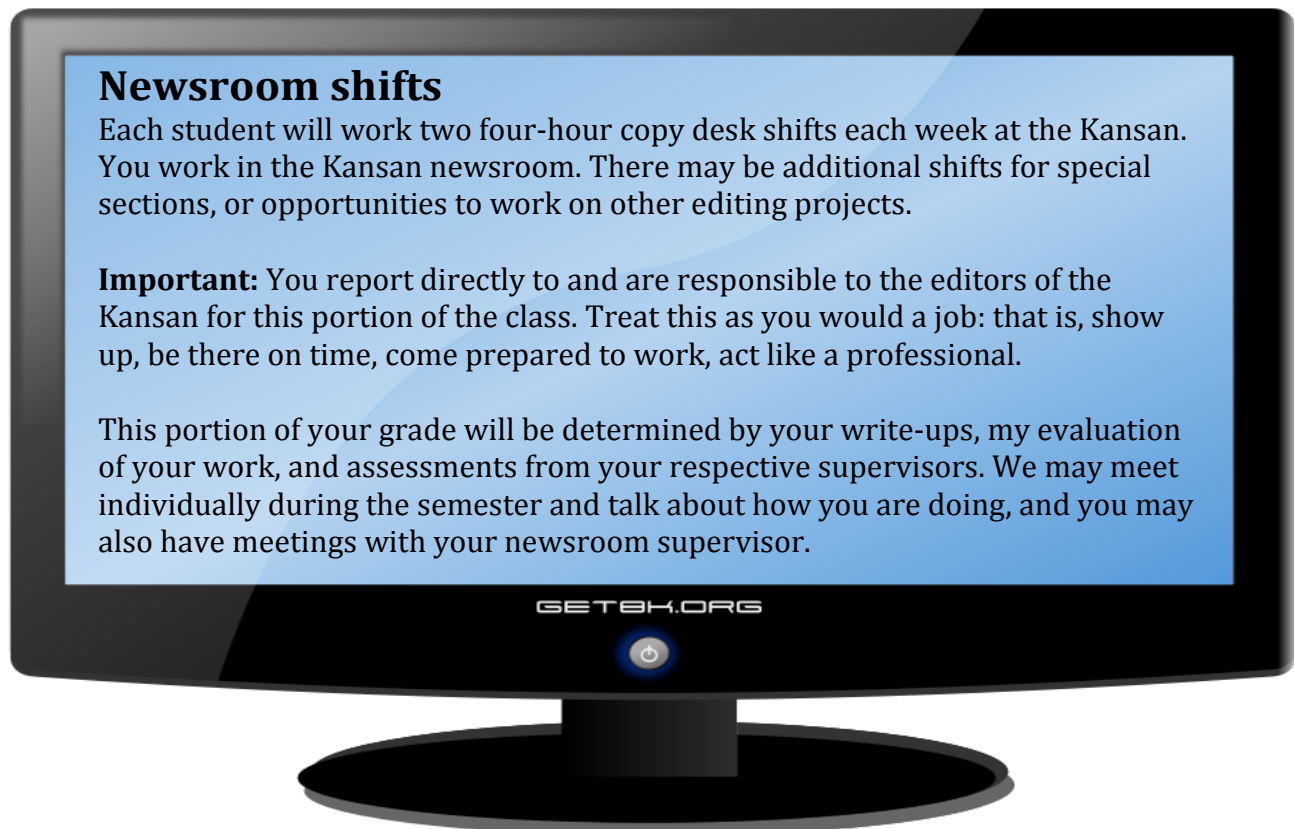 Newsroom shifts
Each student will work two four-hour copy desk shifts each week at the Kansan.
You work in the Kansan newsroom. There may be additional shifts for special
sections, or opportunities to work on other editing projects.
Important: You report directly to and are responsible to the editors of the
Kansan for this portion of the class. Treat this as you would a job: that is, show
up, be there on time, come prepared to work, act like a professional.
This portion of your grade will be determined by your write-ups, my evaluation
of your work, and assessments from your respective supervisors. We may meet
individually during the semester and talk about how you are doing, and you may
also have meetings with your newsroom supervisor.
GET8K.ORG